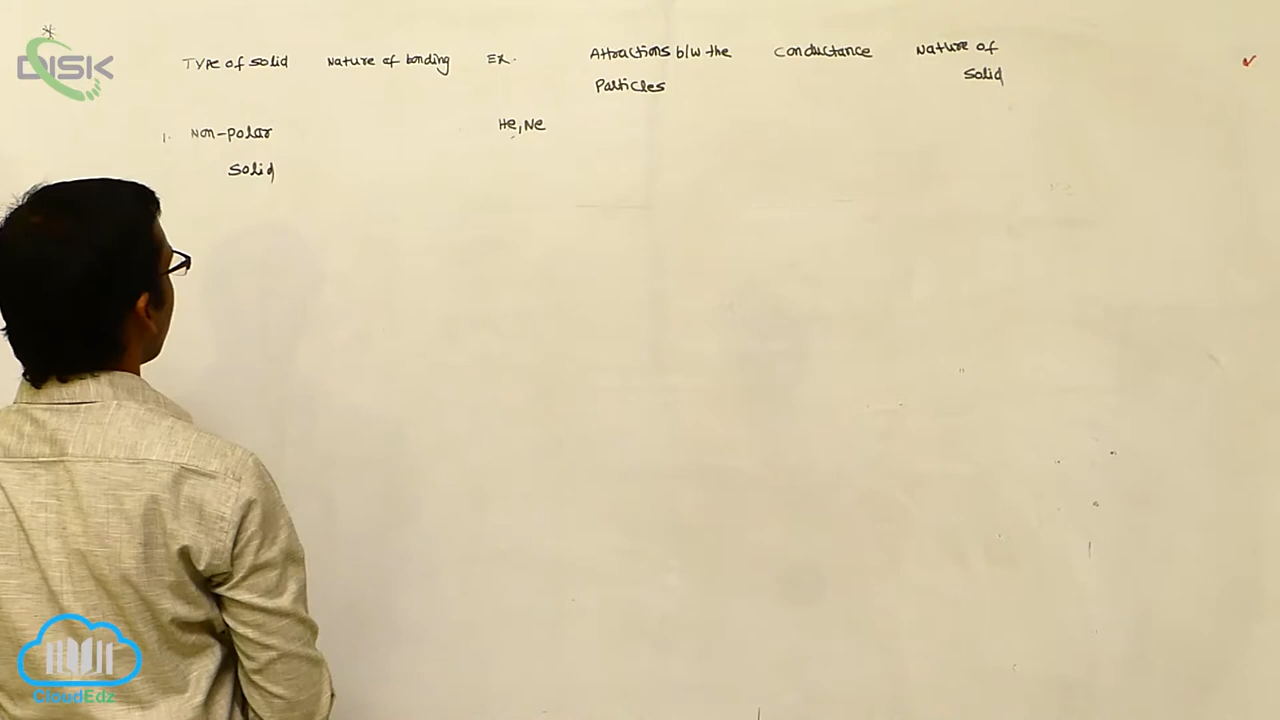 *
DISK
Type of solid Nature of bonding Ex. Attractions b/w the Particles Conductance Nature of Solid
1. Non-polar Solid He, Ne
CloudEdz